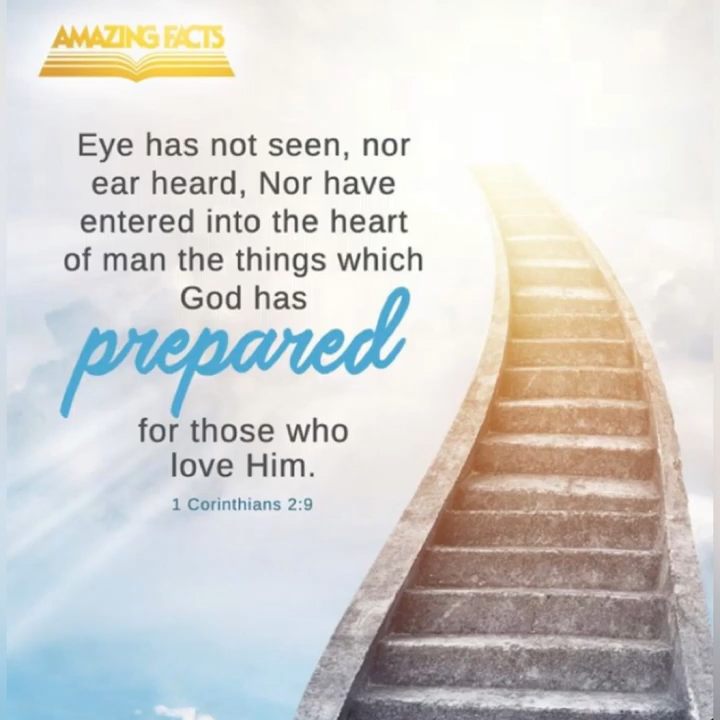 AMAZING FACTS
Eye has not seen, nor
ear heard, Nor have
entered into the heart
of man the things which
God has
prepared
for those who
love Him.
1 Corinthians 2:9